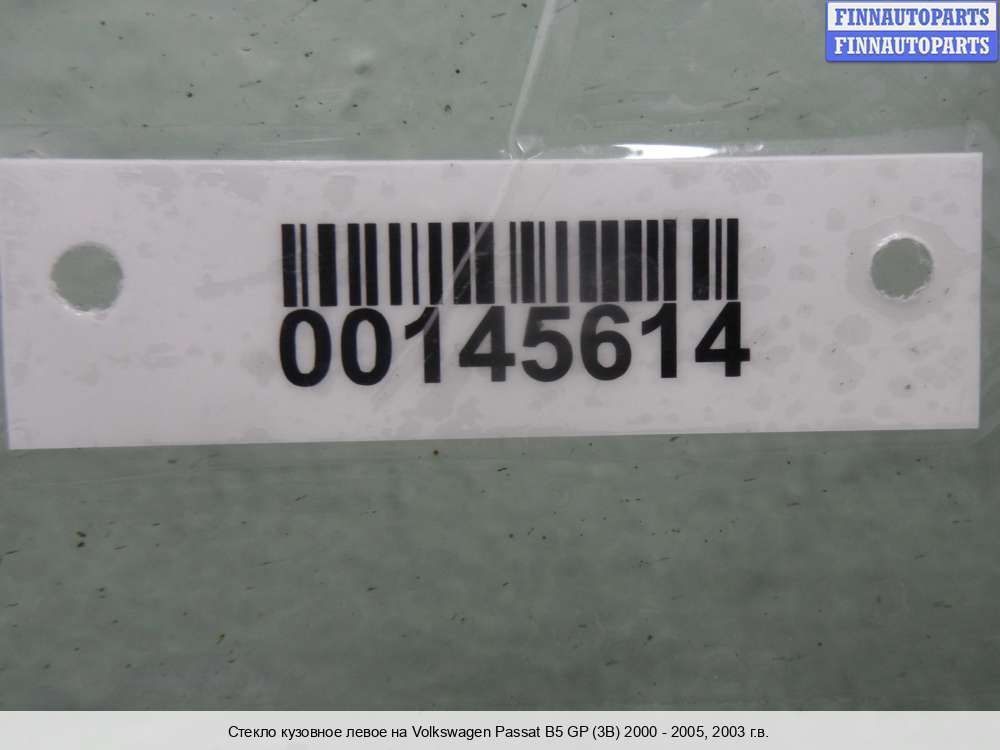 FINNAUTOPARTS
FINNAUTOPARTS
00145614
Стекло кузовное левое на Volkswagen Passat B5 GP (3B) 2000 - 2005, 2003 г.в.